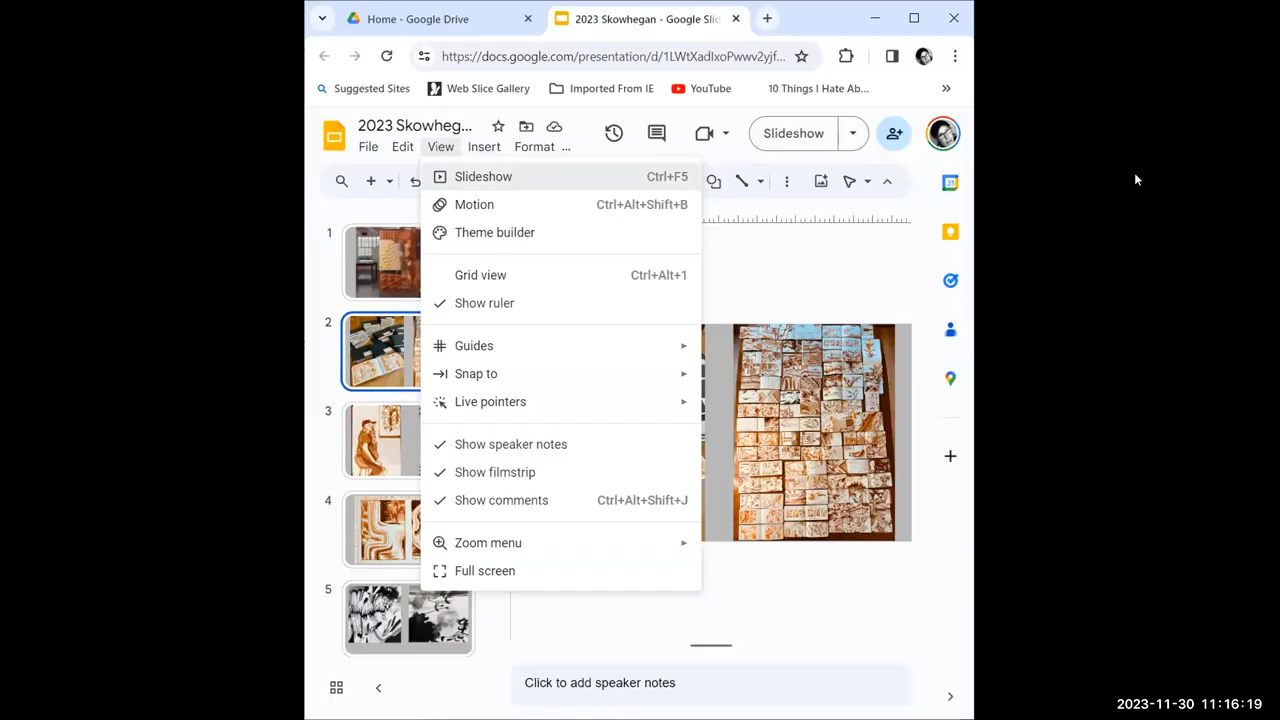 Home - Google Drive
2023 Skowhegan - Google Slid
https://docs.google.com/presentation/d/1LWtXadlxoPwwv2yjf...
Suggested Sites
Web Slice Gallery
Imported From IE
YouTube
10 Things I Hate Ab...
2023 Skowheg...
File Edit View Insert Format ...
Slideshow
Slideshow Ctrl+F5
Motion Ctrl+Alt+Shift+B
Theme builder
Grid view Ctrl+Alt+1
Show ruler
Guides
Snap to
Live pointers
Show speaker notes
Show filmstrip
Show comments Ctrl+Alt+Shift+J
Zoom menu
Full screen
1
2
3
4
5
31
Click to add speaker notes
2023-11-30 11:16:19